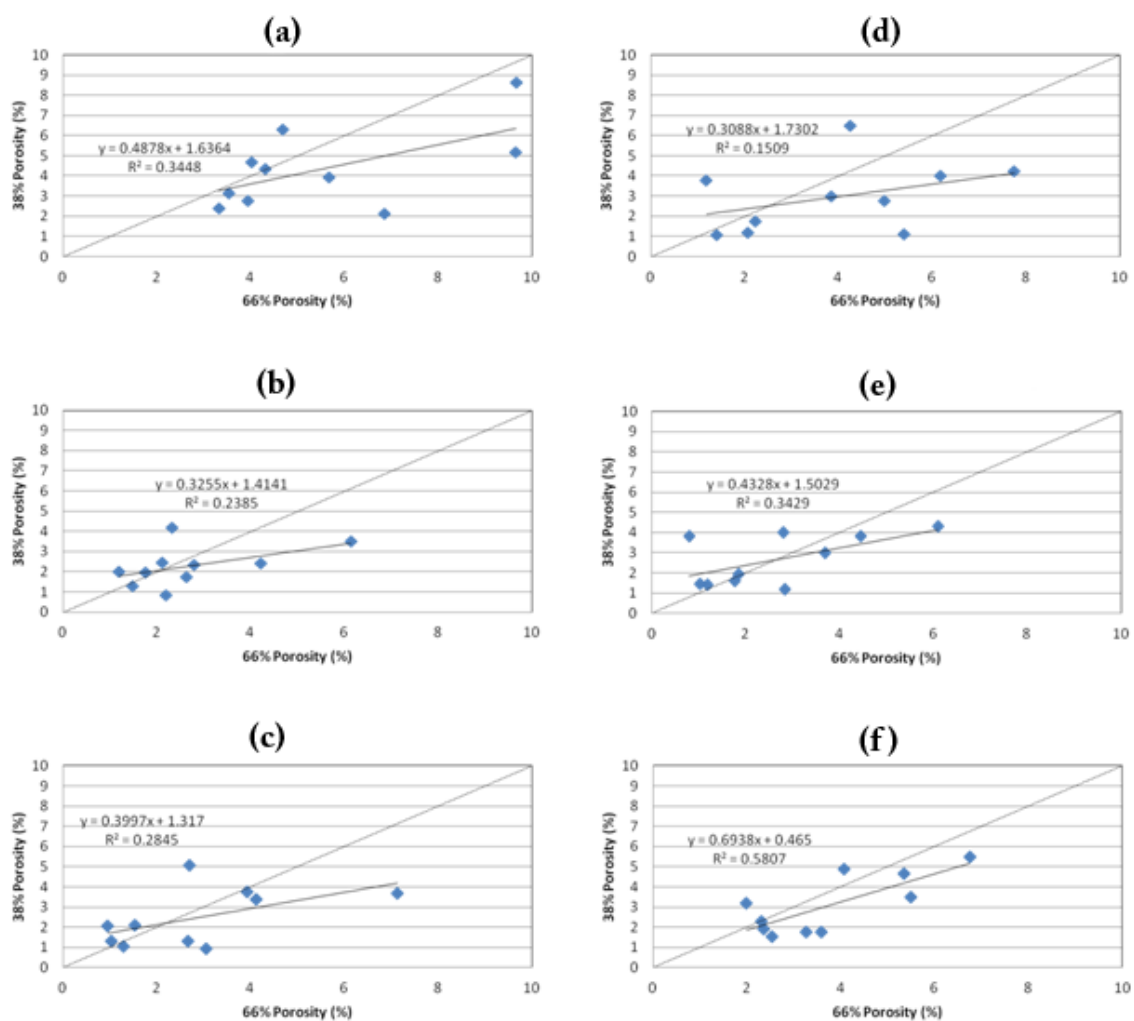 (a)
10
9
8
7
6
5
4
3
2
1
0
38% Porosity (%)
y = 0.4878x + 1.6364
R² = 0.3448
0 2 4 6 8 10
66% Porosity (%)
(d)
10
9
8
7
6
5
4
3
2
1
0
38% Porosity (%)
y = 0.3088x + 1.7302
R² = 0.1509
0 2 4 6 8 10
66% Porosity (%)
(b)
10
9
8
7
6
5
4
3
2
1
0
38% Porosity (%)
y = 0.3255x + 1.4141
R² = 0.2385
0 2 4 6 8 10
66% Porosity (%)
(e)
10
9
8
7
6
5
4
3
2
1
0
38% Porosity (%)
y = 0.4328x + 1.5029
R² = 0.3429
0 2 4 6 8 10
66% Porosity (%)
(c)
10
9
8
7
6
5
4
3
2
1
0
38% Porosity (%)
y = 0.3997x + 1.317
R² = 0.2845
0 2 4 6 8 10
66% Porosity (%)
(f)
10
9
8
7
6
5
4
3
2
1
0
38% Porosity (%)
y = 0.6938x + 0.465
R² = 0.5807
0 2 4 6 8 10
66% Porosity (%)